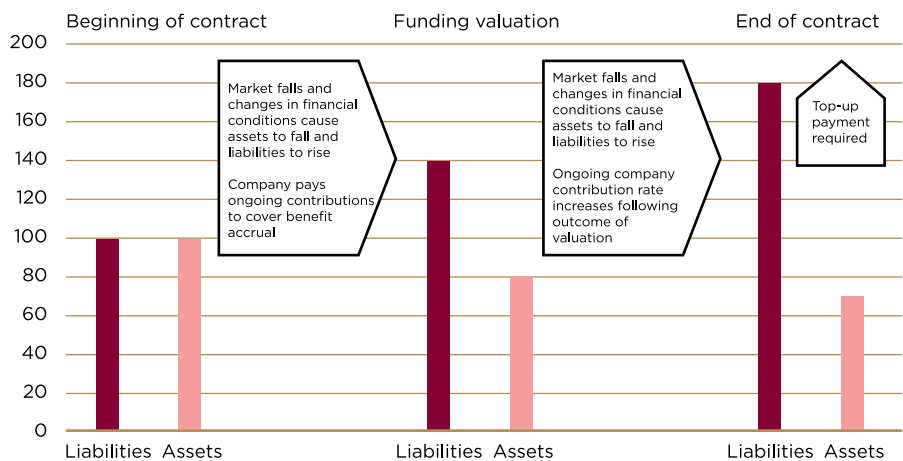 Beginning of contract
Funding valuation
End of contract
200
180
160
140
120
100
80
60
40
20
0
Market falls and
changes in financial
conditions cause
assets to fall and
liabilities to rise
Company pays
ongoing contributions
to cover benefit
accrual
Market falls and
changes in financial
conditions cause
assets to fall and
liabilities to rise
Ongoing company
contribution rate
increases following
outcome of
valuation
Top-up
payment
required
Liabilities Assets
Liabilities Assets
Liabilities Assets